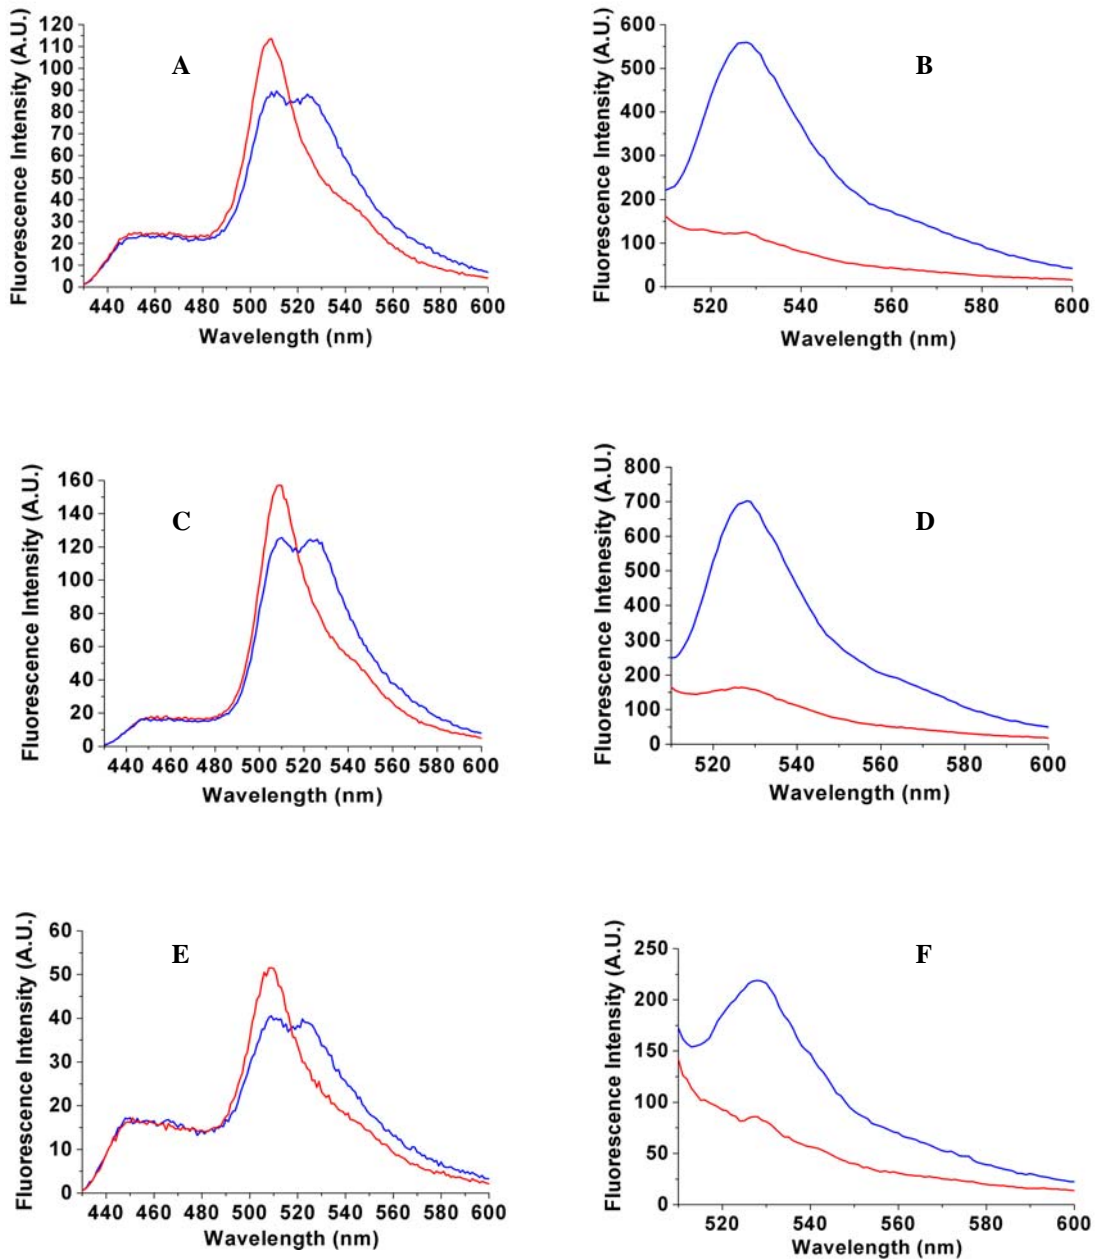 A
Fluorescence Intensity (A.U.)
120
110
100
90
80
70
60
50
40
30
20
10
0
440 460 480 500 520 540 560 580 600
Wavelength (nm)
B
Fluorescence Intensity (A.U.)
600
500
400
300
200
100
0
520 540 560 580 600
Wavelength (nm)
C
Fluorescence Intensity (A.U.)
160
140
120
100
80
60
40
20
0
440 460 480 500 520 540 560 580 600
Wavelength (nm)
D
Fluorescence Intenesity (A.U.)
800
700
600
500
400
300
200
100
0
520 540 560 580 600
Wavelength (nm)
E
Fluorescence Intensity (A.U.)
60
50
40
30
20
10
0
440 460 480 500 520 540 560 580 600
Wavelength (nm)
F
Fluorescence Intensity (A.U.)
250
200
150
100
50
0
520 540 560 580 600
Wavelength (nm)